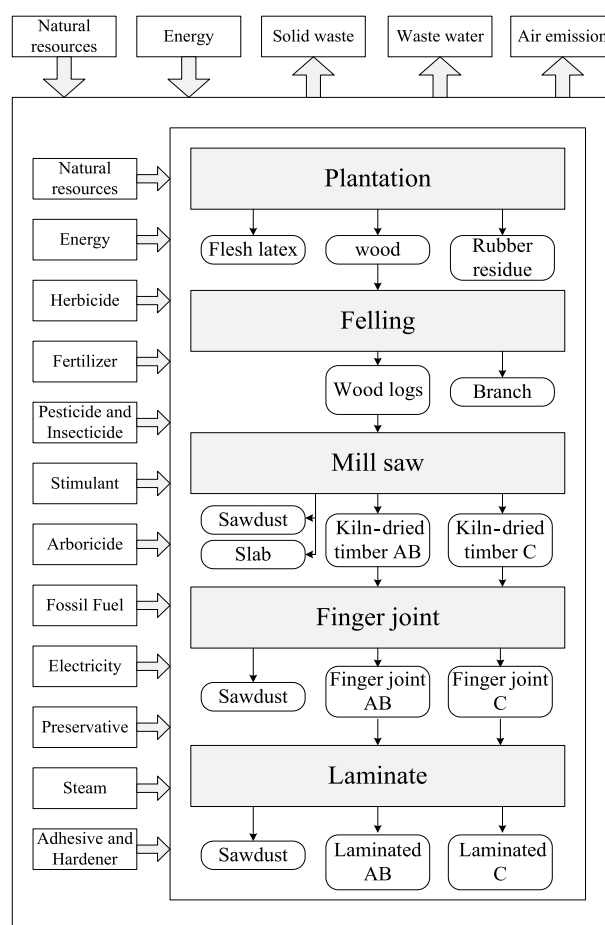 Natural
resources
Energy
Solid waste
Waste water
Air emission
Natural
resources
Energy
Herbicide
Fertilizer
Pesticide and
Insecticide
Stimulant
Arboricide
Fossil Fuel
Electricity
Preservative
Steam
Adhesive and
Hardener
Plantation
Flesh latex
wood
Rubber
residue
Felling
Wood logs
Branch
Mill saw
Sawdust
Slab
Kiln-dried
timber AB
Kiln-dried
timber C
Finger joint
Sawdust
Finger joint
AB
Finger joint
C
Laminate
Sawdust
Laminated
AB
Laminated
C